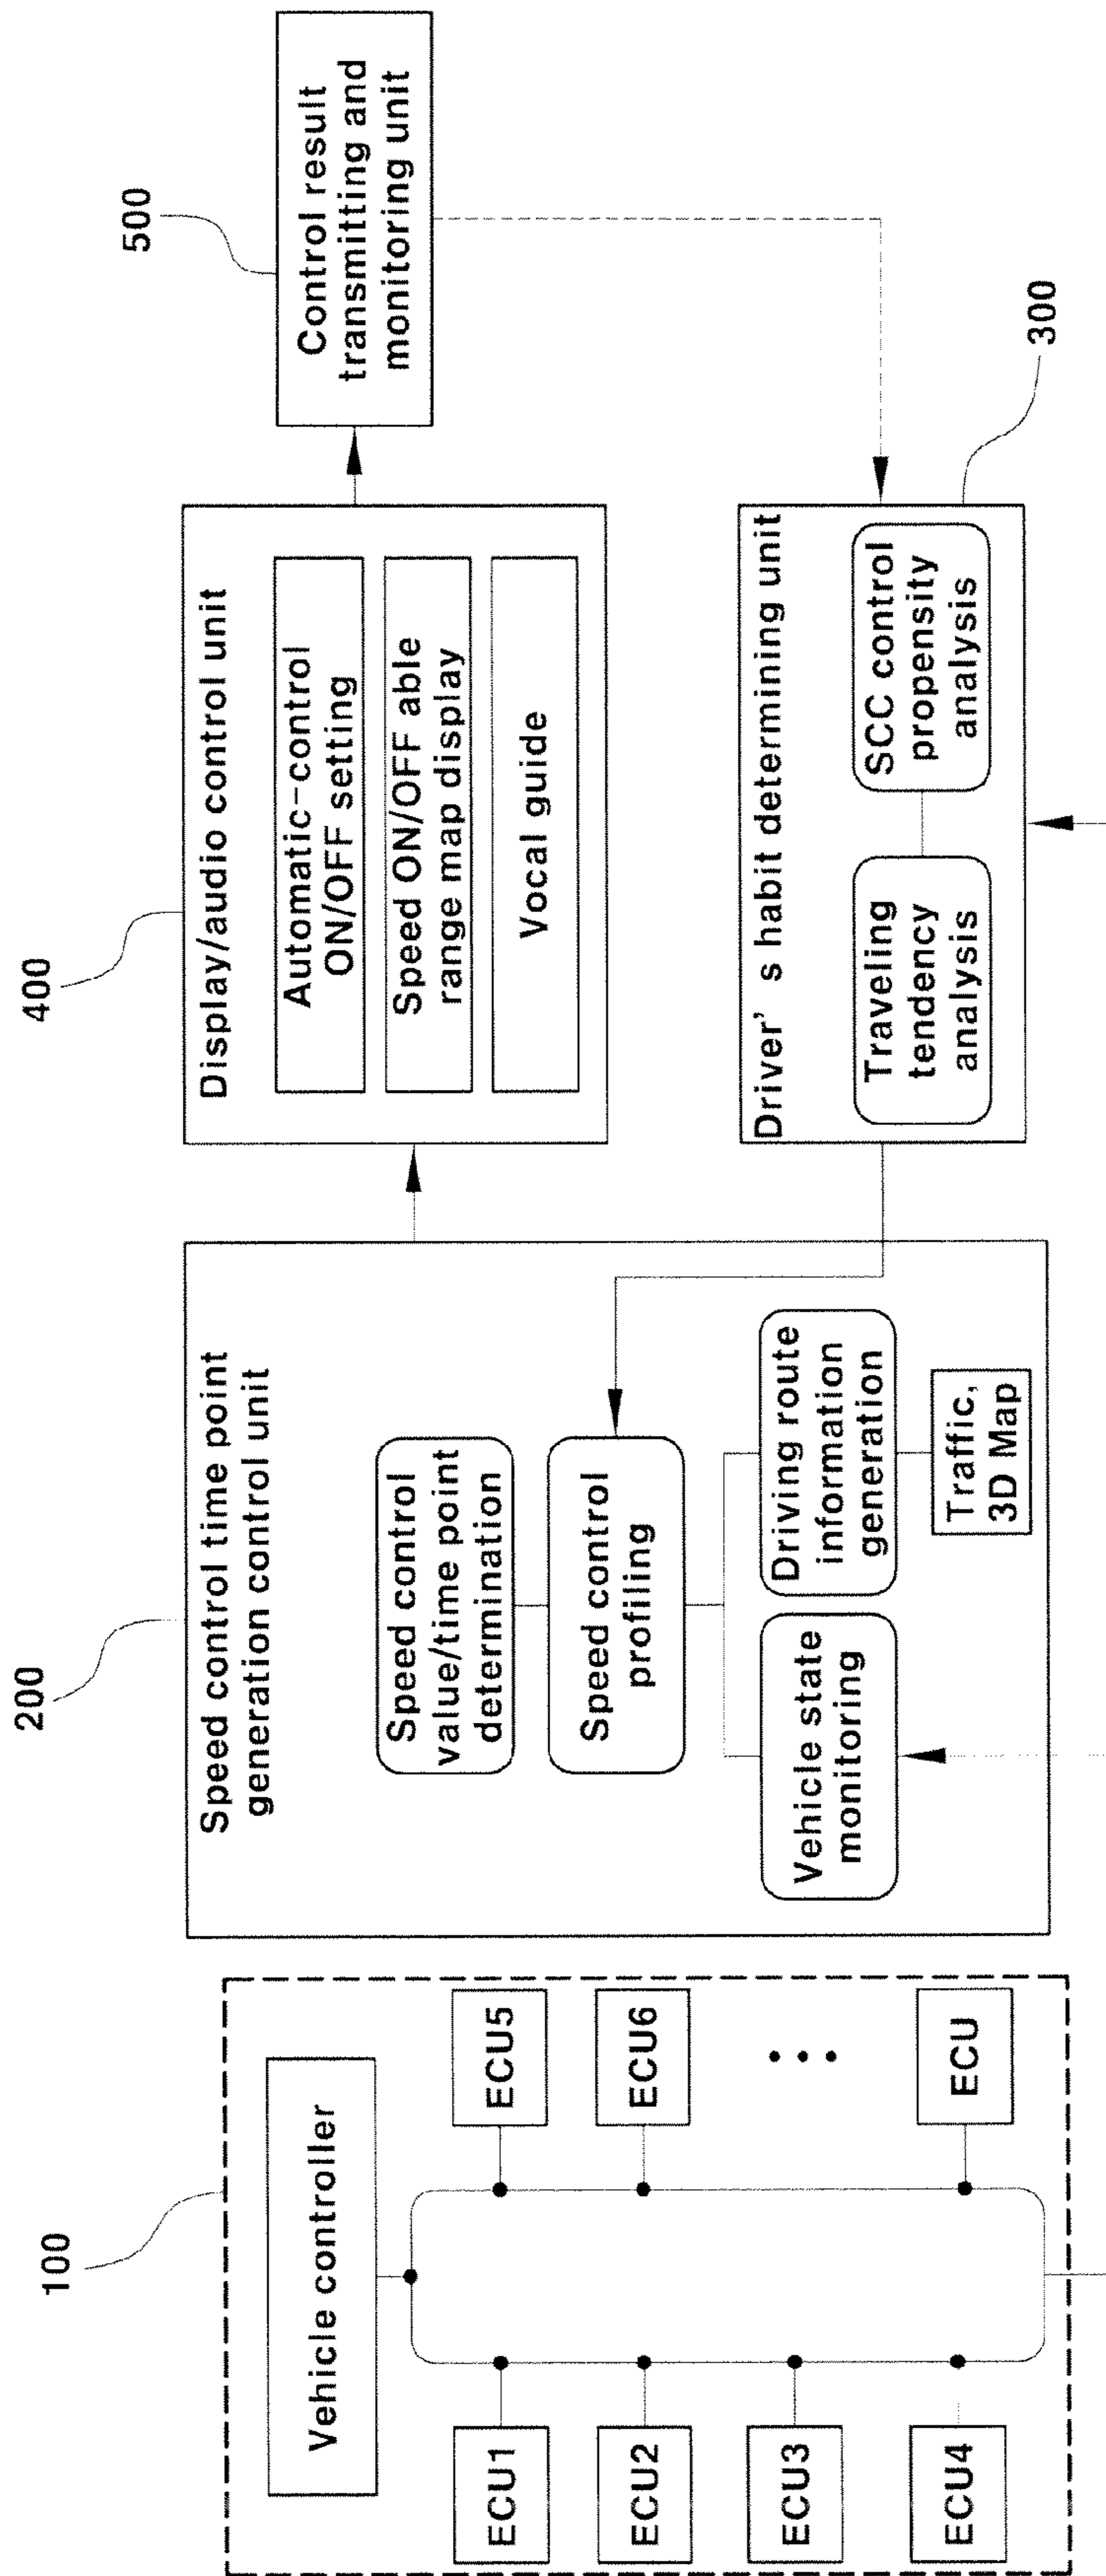 100
Vehicle controller
ECU1
ECU2
ECU3
ECU4
ECU5
ECU6
ECU
200
Speed control time point
generation control unit
Speed control
value/time point
determination
Speed control
profiling
Vehicle state
monitoring
Driving route
information
generation
Traffic,
3D Map
400
Display/audio control unit
Automatic-control
ON/OFF setting
Speed ON/OFF able
range map display
Vocal guide
500
Control result
transmitting and
monitoring unit
300
Driver's habit determining unit
Traveling
tendency
analysis
SCC control
propensity
analysis